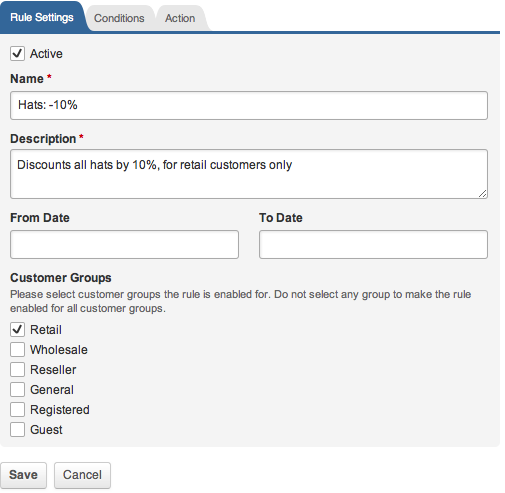 Rule Settings Conditions Action
Active
Name *
Hats: -10%
Description *
Discounts all hats by 10%, for retail customers only
From Date To Date
Customer Groups
Please select customer groups the rule is enabled for. Do not select any group to make the rule
enabled for all customer groups.
Retail
Wholesale
Reseller
General
Registered
Guest
Save Cancel